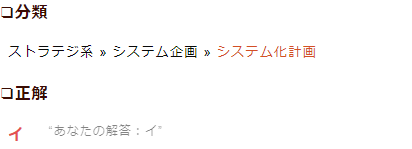 ❏分類
ストラテジ系 » システム企画 » システム化計画
❏正解
イ “あなたの解答：イ”